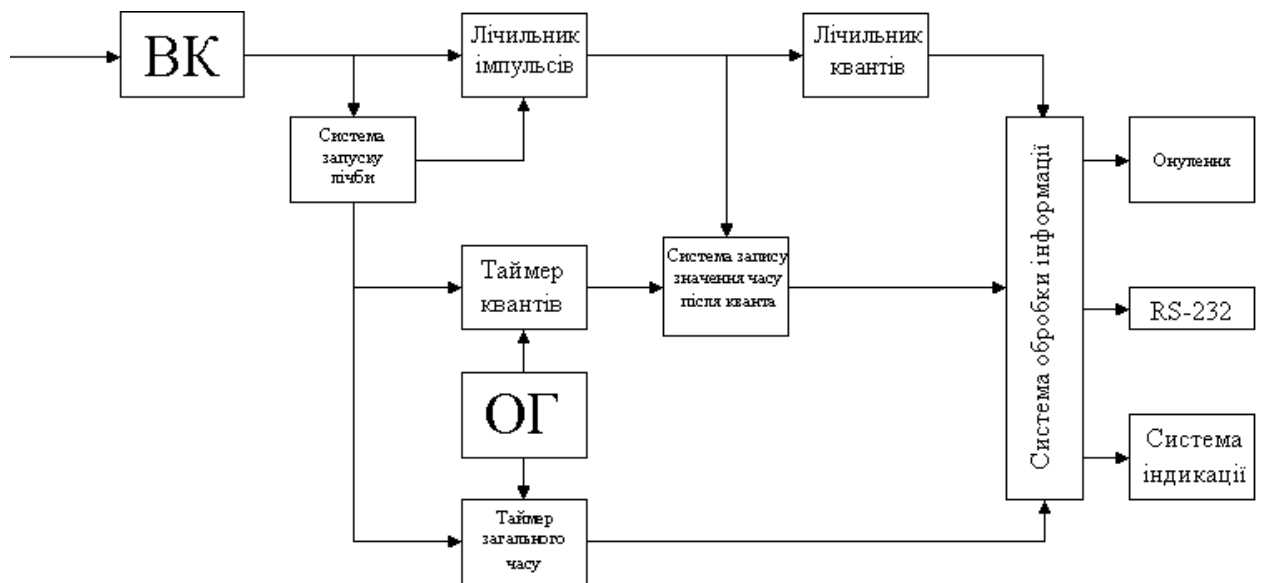 ВК
Лічильник
імпульсів
Лічильник
квантів
Система
запуску
лічби
Система обробки інформації
Онулення
Таймер
квантів
Система запису
значення часу
після кванта
RS-232
ОГ
Система
індикації
Таймер
загального
часу